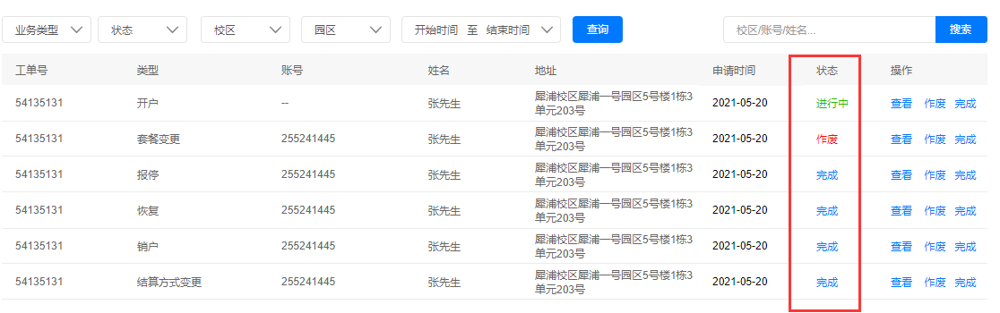 业务类型 状态 校区 园区 开始时间 至 结束时间 查询 校区/账号/姓名... 搜索
工单号 类型 账号 姓名 地址 申请时间 状态 操作
54135131 开户 -- 张先生 犀浦校区犀浦一号园区5号楼1栋3 2021-05-20 进行中 查看 作废 完成
单元203号
54135131 套餐变更 255241445 张先生 犀浦校区犀浦一号园区5号楼1栋3 2021-05-20 作废 查看 作废 完成
单元203号
54135131 报停 255241445 张先生 犀浦校区犀浦一号园区5号楼1栋3 2021-05-20 完成 查看 作废 完成
单元203号
54135131 恢复 255241445 张先生 犀浦校区犀浦一号园区5号楼1栋3 2021-05-20 完成 查看 作废 完成
单元203号
54135131 销户 255241445 张先生 犀浦校区犀浦一号园区5号楼1栋3 2021-05-20 完成 查看 作废 完成
单元203号
54135131 结算方式变更 255241445 张先生 犀浦校区犀浦一号园区5号楼1栋3 2021-05-20 完成 查看 作废 完成
单元203号